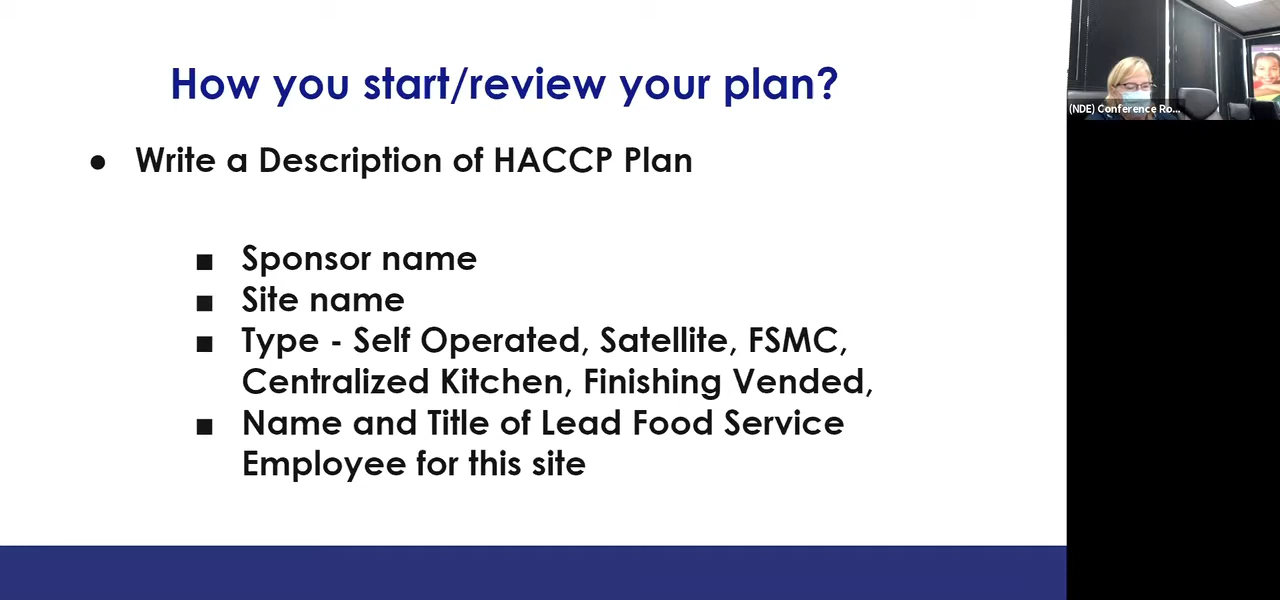 How you start/review your plan?
● Write a Description of HACCP Plan
■ Sponsor name
■ Site name
■ Type - Self Operated, Satellite, FSMC,
Centralized Kitchen, Finishing Vended,
■ Name and Title of Lead Food Service
Employee for this site
(NDE) Conference Ro...